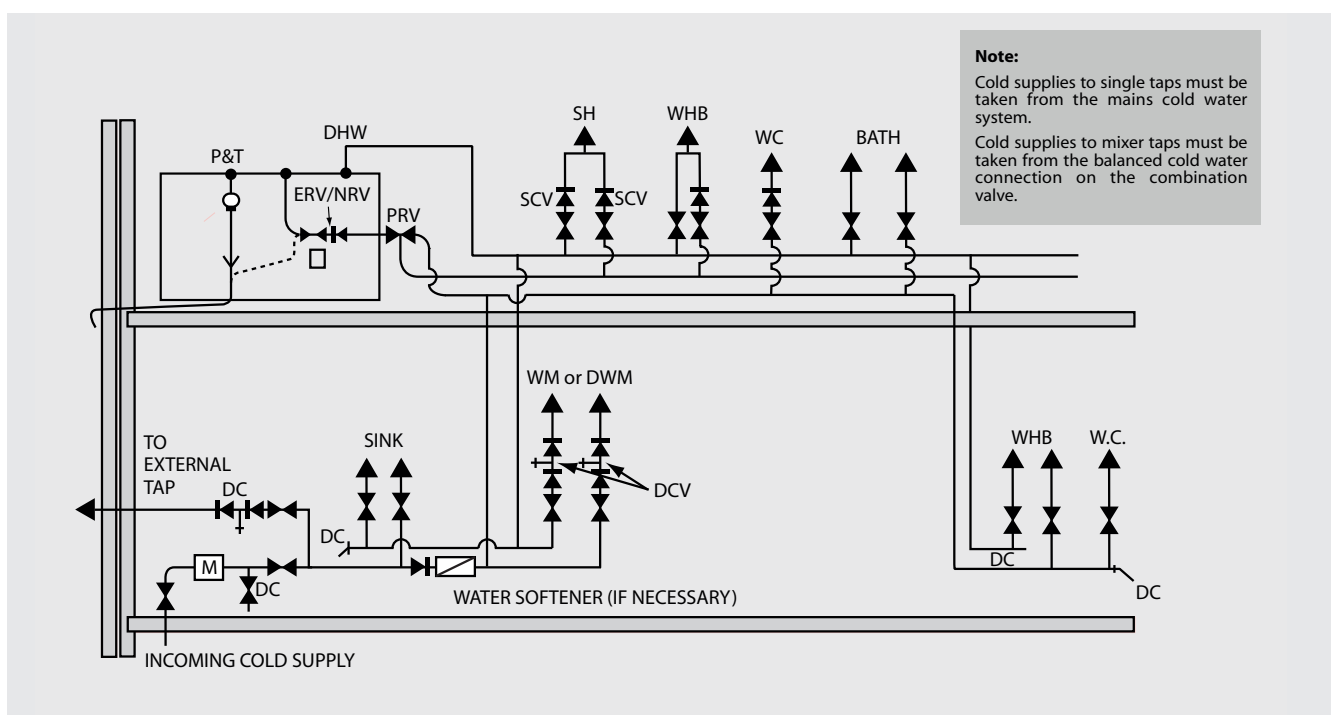 Note:
Cold supplies to single taps must be
taken from the mains cold water
system.
Cold supplies to mixer taps must be
taken from the balanced cold water
connection on the combination
valve.
SH
WHB
WC
BATH
DHW
P&T
ERV/NRV
PRV
SCV
SCV
WM or DWM
TO
EXTERNAL
TAP
SINK
WHB
W.C.
DC
DCV
DC
M
DC
DC
DC
WATER SOFTENER (IF NECESSARY)
INCOMING COLD SUPPLY